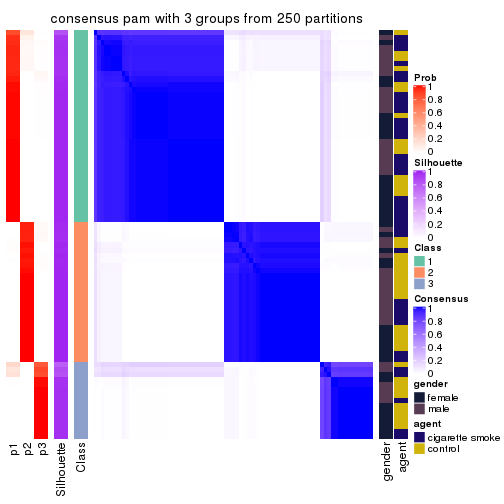 consensus pam with 3 groups from 250 partitions
Prob
1
0.8
0.6
0.4
0.2
0
Silhouette
1
0.8
0.6
0.4
0.2
0
Class
1
2
3
Consensus
1
0.8
0.6
0.4
0.2
0
gender
female
male
agent
cigarette smoke
control
p1
p2
p3
Silhouette
Class
gender
agent